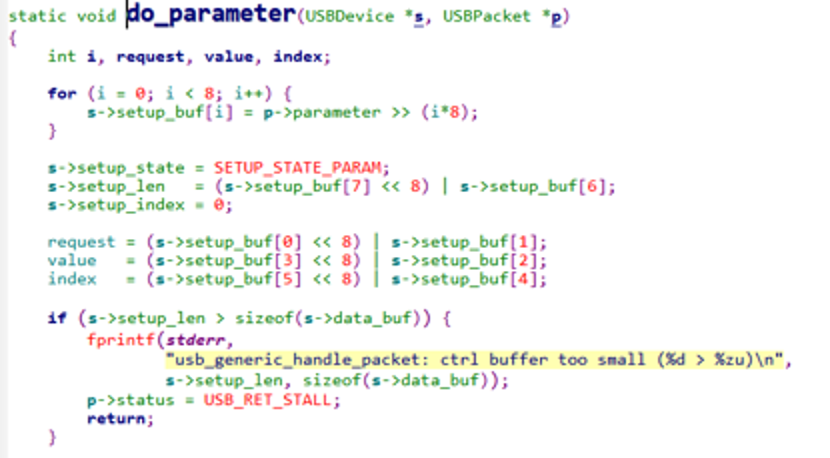 static void do_parameter(USBDevice *s, USBPacket *p)
{
    int i, request, value, index;

    for (i = 0; i < 8; i++) {
        s->setup_buf[i] = p->parameter >> (i*8);
    }

    s->setup_state = SETUP_STATE_PARAM;
    s->setup_len   = (s->setup_buf[7] << 8) | s->setup_buf[6];
    s->setup_index = 0;

    request = (s->setup_buf[0] << 8) | s->setup_buf[1];
    value   = (s->setup_buf[3] << 8) | s->setup_buf[2];
    index   = (s->setup_buf[5] << 8) | s->setup_buf[4];

    if (s->setup_len > sizeof(s->data_buf)) {
        fprintf(stderr,
                "usb_generic_handle_packet: ctrl buffer too small (%d > %zu)\n",
                s->setup_len, sizeof(s->data_buf));
        p->status = USB_RET_STALL;
        return;
    }